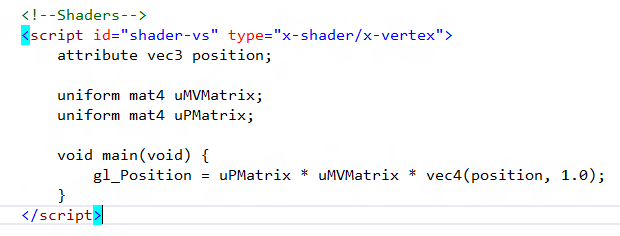 <!--Shaders-->
<script id="shader-vs" type="x-shader/x-vertex">
    attribute vec3 position;

    uniform mat4 uMVMatrix;
    uniform mat4 uPMatrix;

    void main(void) {
        gl_Position = uPMatrix * uMVMatrix * vec4(position, 1.0);
    }
</script>